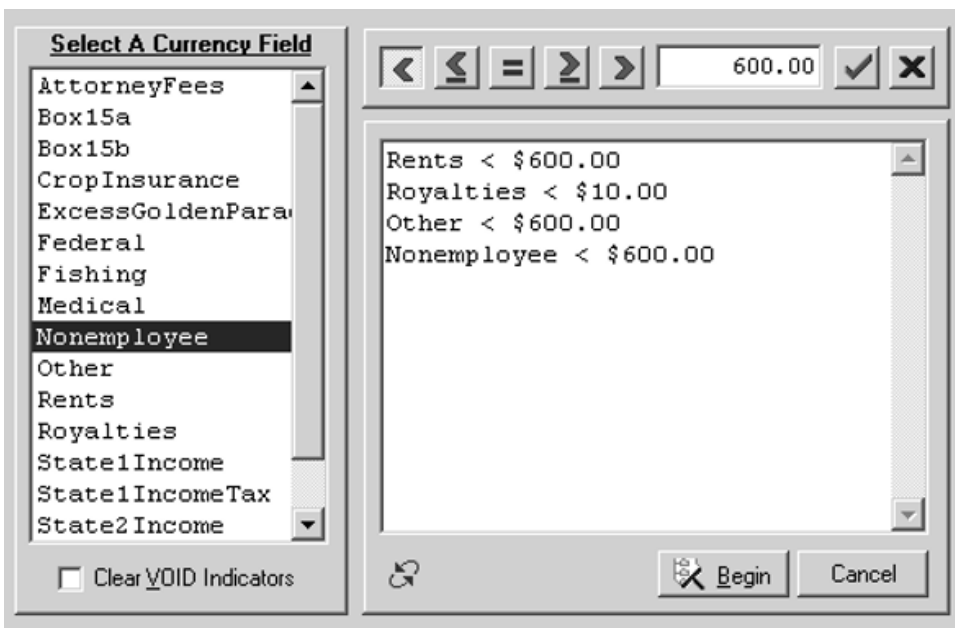 Select A Currency Field
AttorneyFees
Box15a
Box15b
CropInsurance
ExcessGoldenPara
Federal
Fishing
Medical
Nonemployee
Other
Rents
Royalties
State1Income
State1IncomeTax
State2Income
Clear VOID Indicators
< ≤ = ≥ > 600.00
Rents < $600.00
Royalties < $10.00
Other < $600.00
Nonemployee < $600.00
Begin Cancel